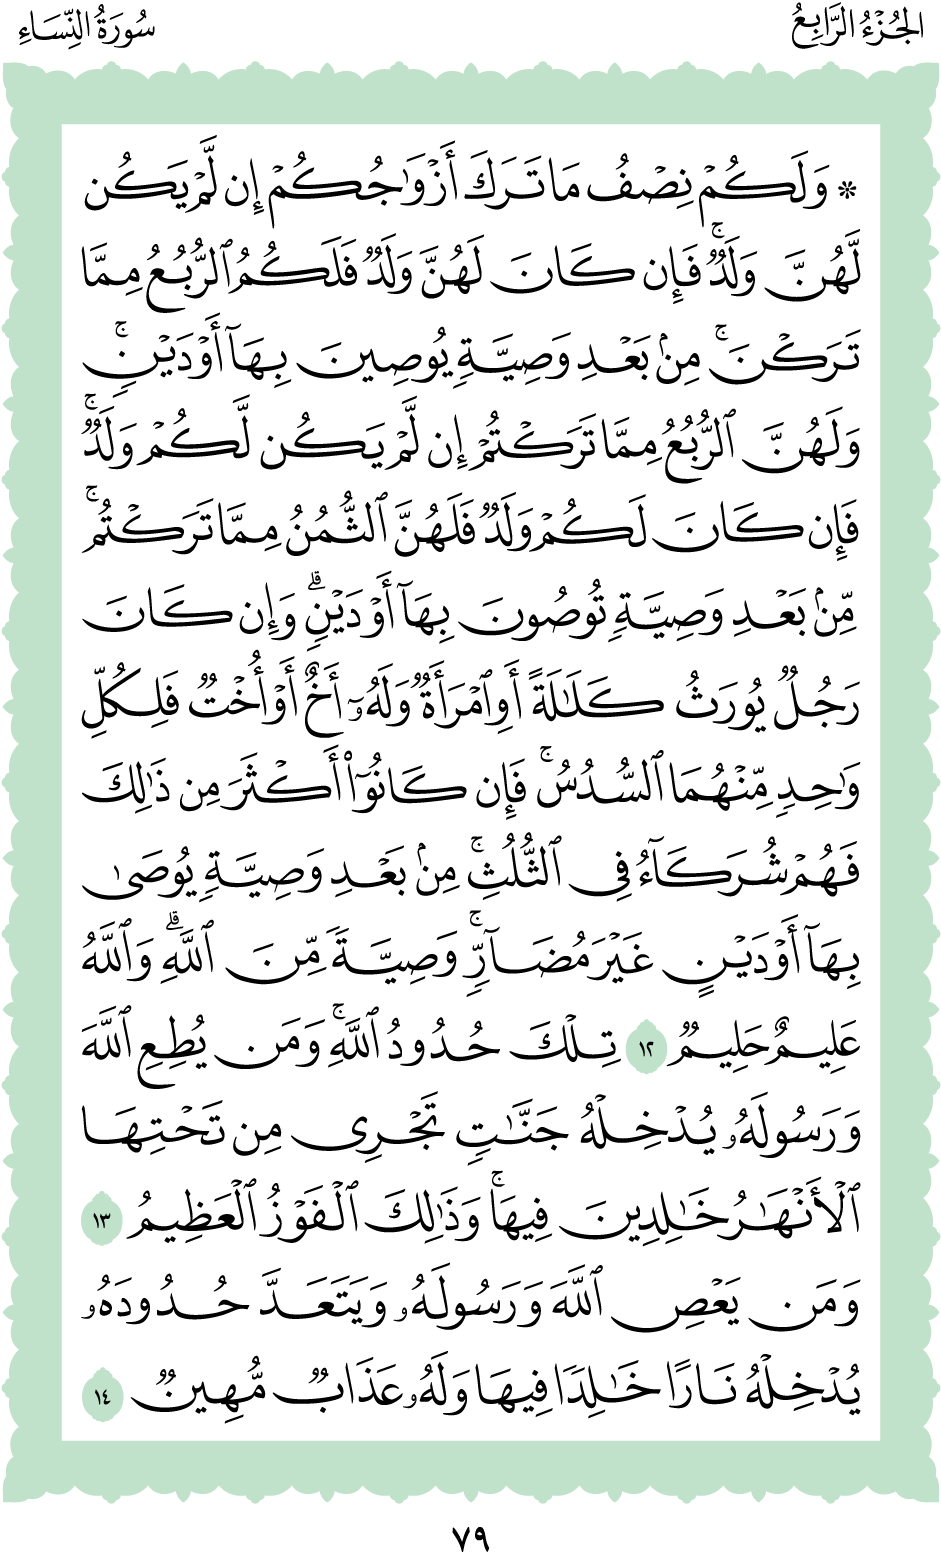 الجُزْءُ الرَّابِعُ
سُورَةُ النِّسَاءِ
* وَلَكُمْ نِصْفُ مَا تَرَكَ أَزْوَٰجُكُمْ إِن لَّمْ يَكُن
لَّهُنَّ وَلَدٌۚ فَإِن كَانَ لَهُنَّ وَلَدٌ فَلَكُمُ ٱلرُّبُعُ مِمَّا
تَرَكْنَۚ مِنۢ بَعْدِ وَصِيَّةٍ يُوصِينَ بِهَآ أَوْ دَيْنٍۚ
وَلَهُنَّ ٱلرُّبُعُ مِمَّا تَرَكْتُمْ إِن لَّمْ يَكُن لَّكُمْ وَلَدٌۚ
فَإِن كَانَ لَكُمْ وَلَدٌ فَلَهُنَّ ٱلثُّمُنُ مِمَّا تَرَكْتُمۚ
مِّنۢ بَعْدِ وَصِيَّةٍ تُوصُونَ بِهَآ أَوْ دَيْنٍۗ وَإِن كَانَ
رَجُلٌ يُورَثُ كَلَٰلَةً أَوِ ٱمْرَأَةٌ وَلَهُۥٓ أَخٌ أَوْ أُخْتٌ فَلِكُلِّ
وَٰحِدٍ مِّنْهُمَا ٱلسُّدُسُۚ فَإِن كَانُوٓا۟ أَكْثَرَ مِن ذَٰلِكَ
فَهُمْ شُرَكَآءُ فِى ٱلثُّلُثِۚ مِنۢ بَعْدِ وَصِيَّةٍ يُوصَىٰ
بِهَآ أَوْ دَيْنٍ غَيْرَ مُضَآرٍّۚ وَصِيَّةً مِّنَ ٱللَّهِۗ وَٱللَّهُ
عَلِيمٌ حَلِيمٌ ١٢ تِلْكَ حُدُودُ ٱللَّهِۚ وَمَن يُطِعِ ٱللَّهَ
وَرَسُولَهُۥ يُدْخِلْهُ جَنَّٰتٍ تَجْرِى مِن تَحْتِهَا
ٱلْأَنْهَٰرُ خَٰلِدِينَ فِيهَاۚ وَذَٰلِكَ ٱلْفَوْزُ ٱلْعَظِيمُ ١٣
وَمَن يَعْصِ ٱللَّهَ وَرَسُولَهُۥ وَيَتَعَدَّ حُدُودَهُۥ
يُدْخِلْهُ نَارًا خَٰلِدًا فِيهَا وَلَهُۥ عَذَابٌ مُّهِينٌ ١٤
٧٩